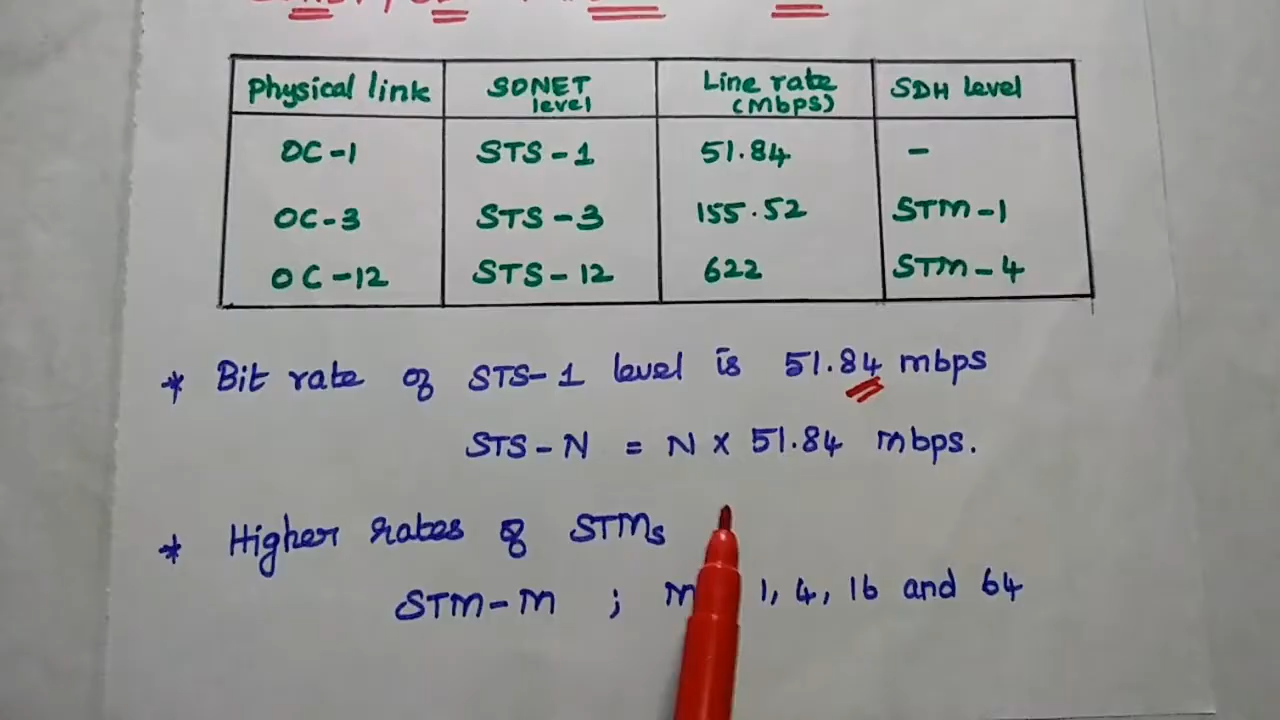 Physical link SONET level Line rate (mbps) SDH level
OC-1 STS-1 51.84 -
OC-3 STS-3 155.52 STM-1
OC-12 STS-12 622 STM-4
* Bit rate of STS-1 level is 51.84 mbps
STS-N = N x 51.84 mbps.
* Higher rates of STMs
STM-M ; M 1, 4, 16 and 64